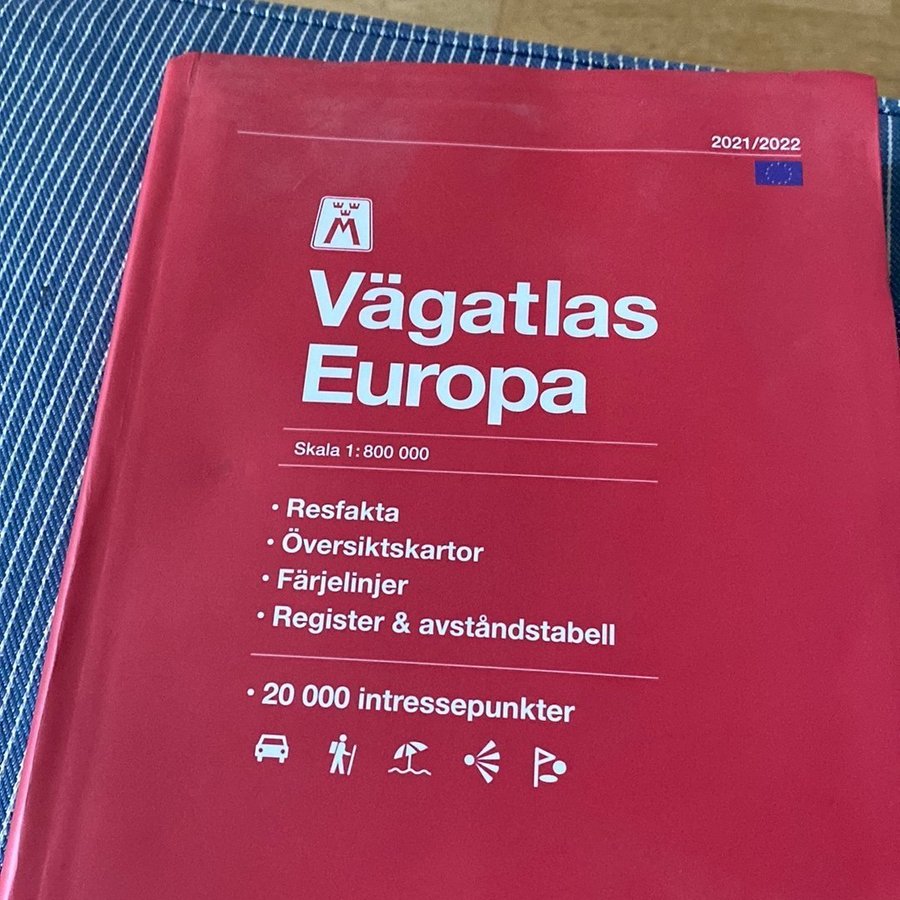 2021/2022
M
Vägatlas
Europa
Skala 1:800 000
• Resfakta
• Översiktskartor
• Färjelinjer
• Register & avståndstabell
• 20 000 intressepunkter